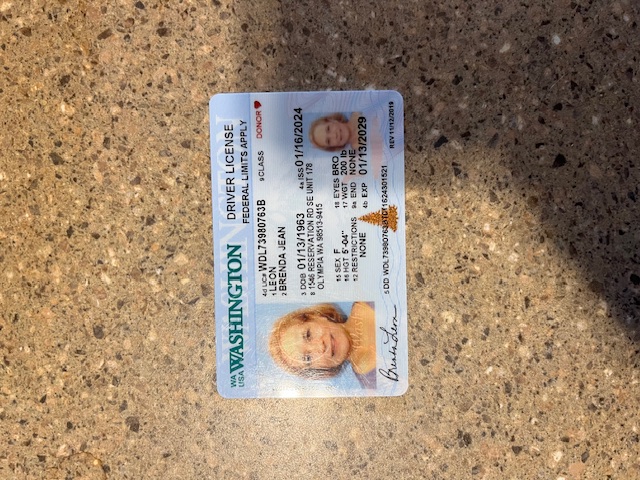 WASHINGTON
WA USA WASHINGTON DRIVER LICENSE
FEDERAL LIMITS APPLY
4d LIC# WDL73980763B 9 CLASS DONOR
1 LEON
2 BRENDA JEAN
3 DOB 01/13/1963 4a ISS 01/16/2024
8 1546 RESERVATION RD SE UNIT 178
OLYMPIA WA 98513-9415
15 SEX F 18 EYES BRO
16 HGT 5'-04" 17 WGT 200 lb
12 RESTRICTIONS 9a END NONE
NONE 4b EXP 01/13/2029
Brenda Leon
5 DD WDL73980763B
REV 11/12/2019